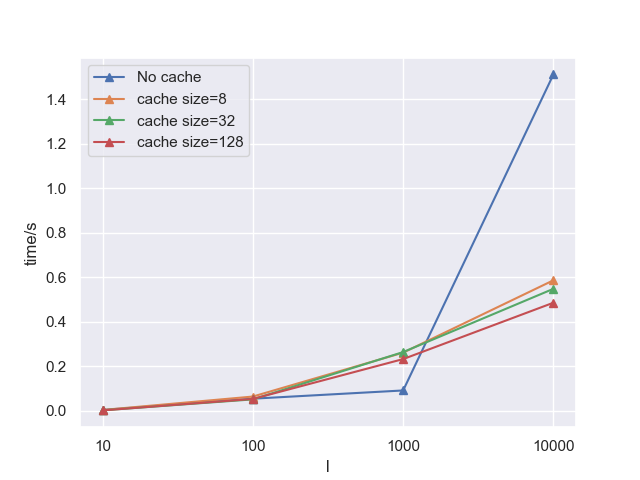 No cache
cache size=8
cache size=32
cache size=128
1.4
1.2
1.0
0.8
0.6
0.4
0.2
0.0
time/s
10 100 1000 10000
l